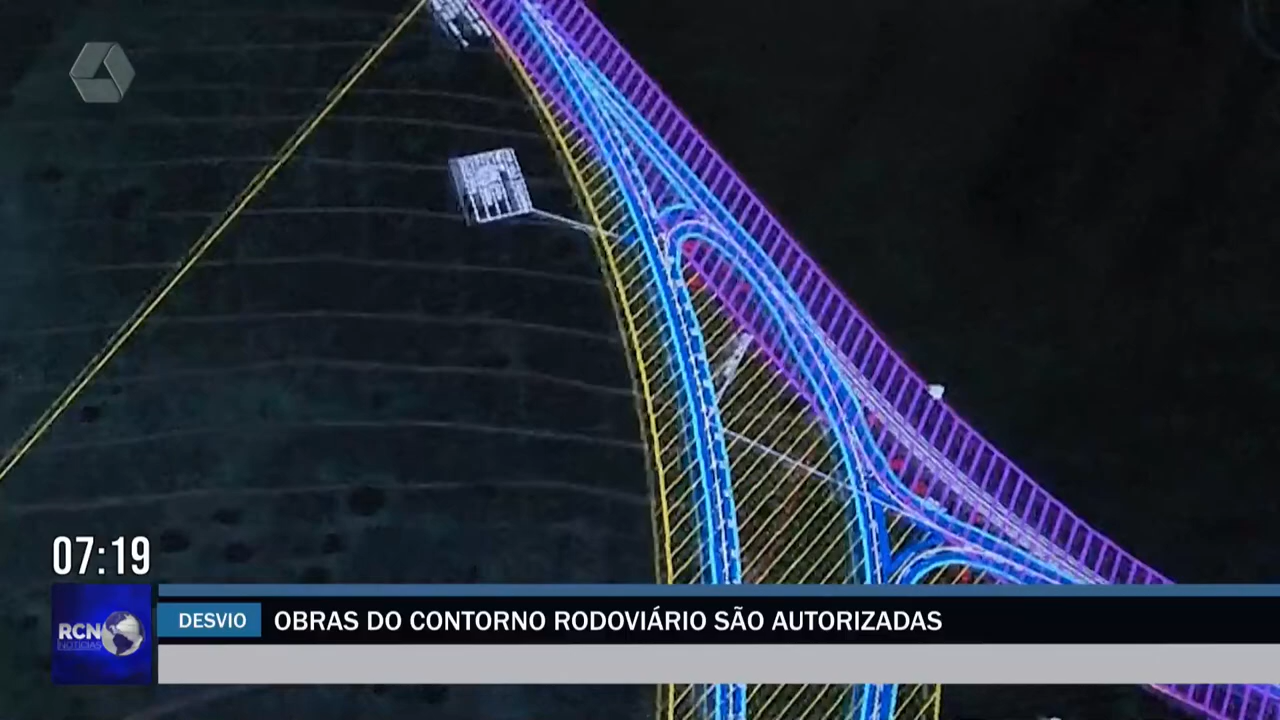 07:19
DESVIO OBRAS DO CONTORNO RODOVIÁRIO SÃO AUTORIZADAS
RCN
NOTÍCIAS